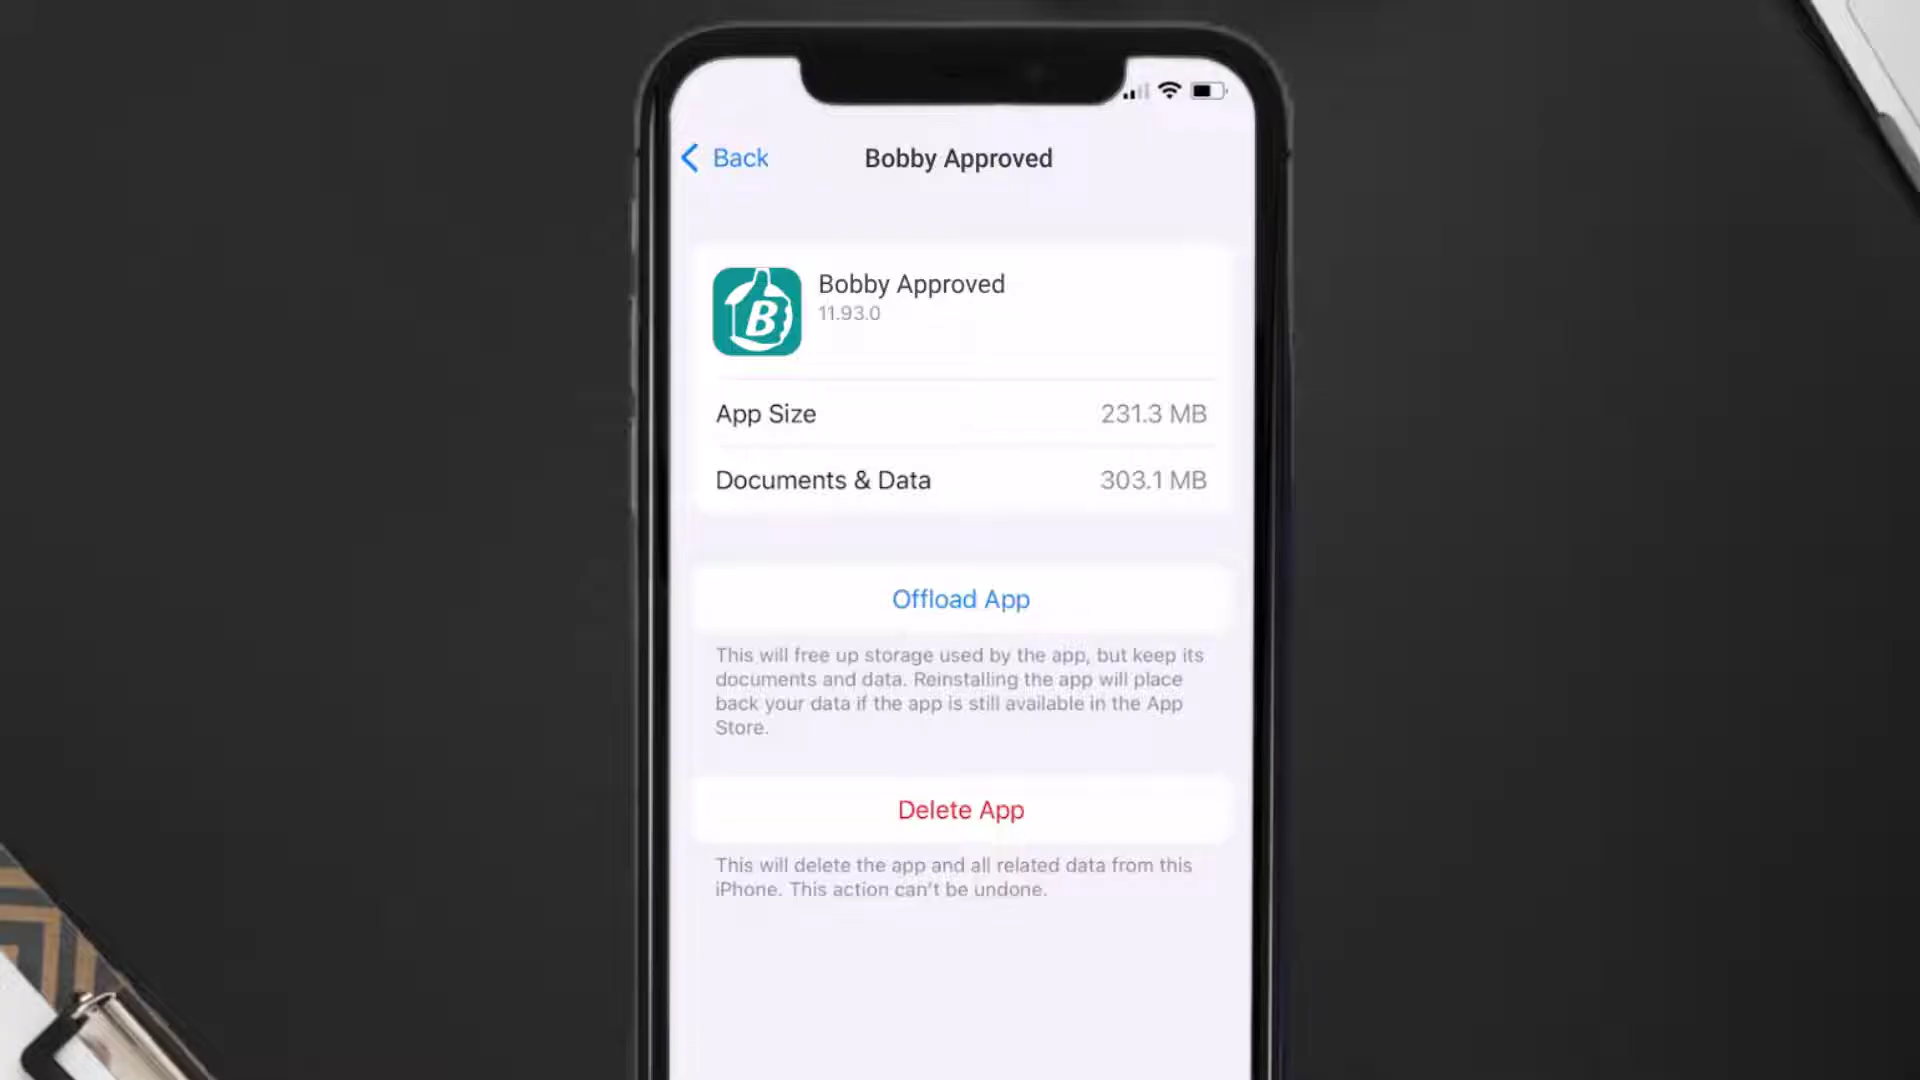 Back
Bobby Approved
B
Bobby Approved
11.93.0
App Size
231.3 MB
Documents & Data
303.1 MB
Offload App
This will free up storage used by the app, but keep its
documents and data. Reinstalling the app will place
back your data if the app is still available in the App
Store.
Delete App
This will delete the app and all related data from this
iPhone. This action can't be undone.